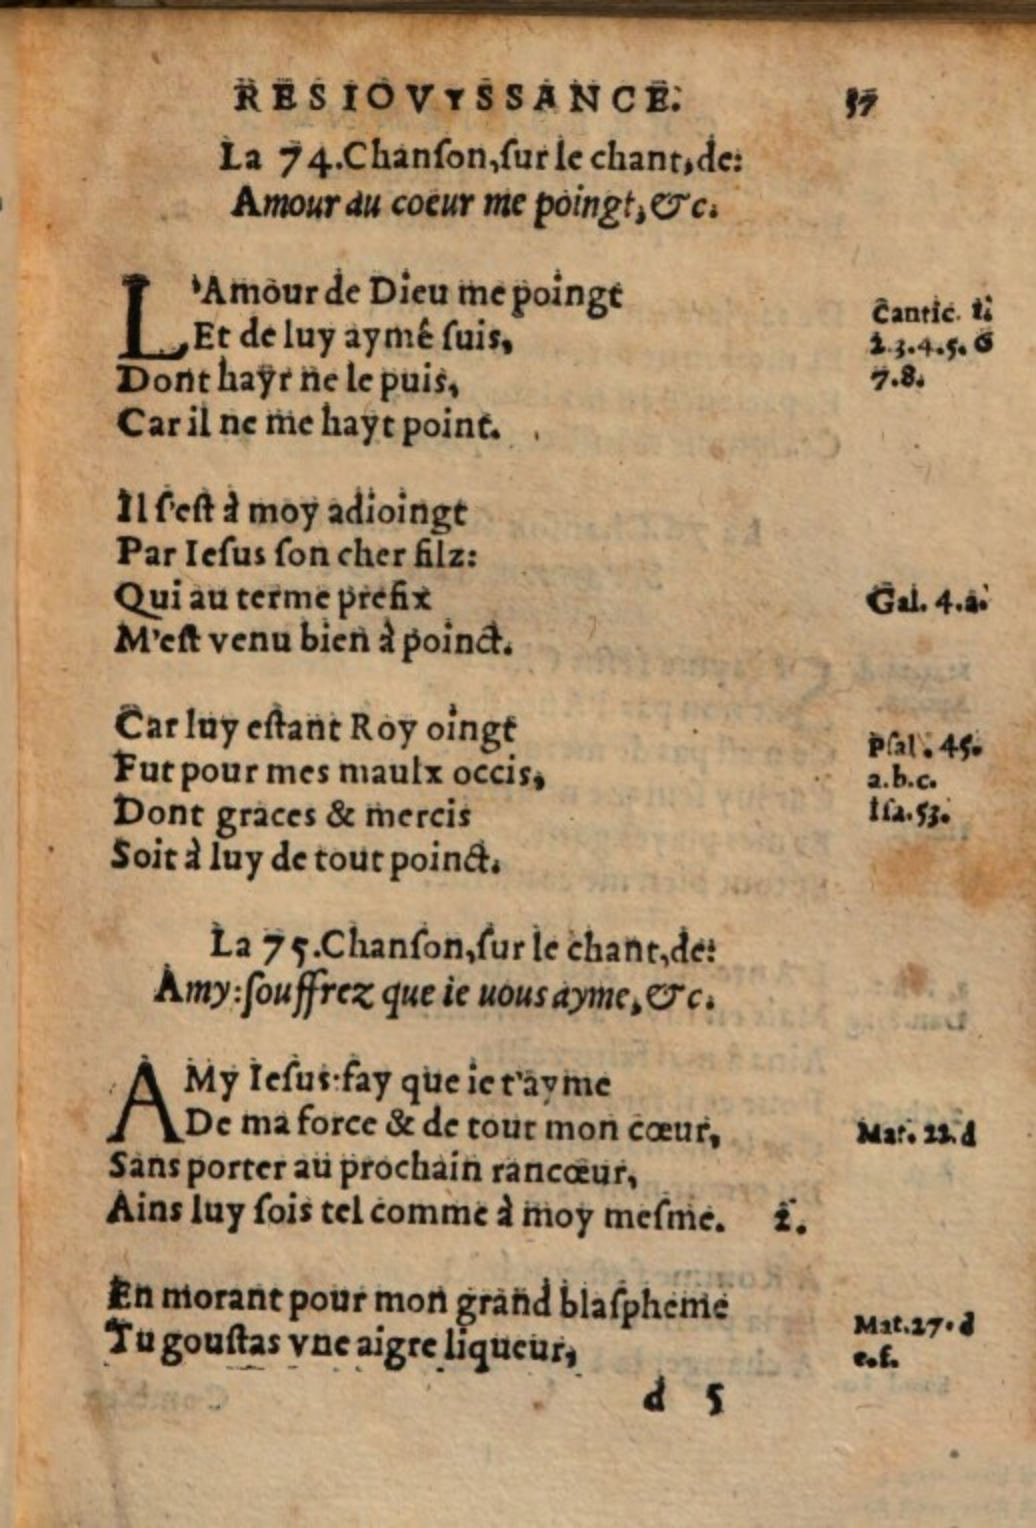 RESIOVYSSANCE. 57
La 74.Chanſon,ſur le chant,de:
Amour au coeur me poingt,&c.
L'Amour de Dieu me poingt
Et de luy aymé ſuis,
Dont hayr ne le puis,
Car il ne me hayt point.
Cantic. 1.
2.3.4.5.6
7.8.
Il ſ'eſt à moy adioingt
Par Ieſus ſon cher filz:
Qui au terme prefix
M'eſt venu bien à poinct.
Gal. 4.a.
Car luy eſtant Roy oingt
Fut pour mes maulx occis,
Dont graces & mercis
Soit à luy de tout poinct.
Pſal. 45.
a.b.c.
Iſa.53.
La 75.Chanſon,ſur le chant,de:
Amy:ſouffrez que ie uous ayme,&c.
AMy Ieſus:fay que ie t'ayme
De ma force & de tout mon cœur,
Sans porter au prochain rancœur,
Ains luy ſois tel comme à moy meſme. 2.
Mat. 22.d
En morant pour mon grand blaſpheme
Tu gouſtas vne aigre liqueur,
Mat.27.d
e.f.
d 5